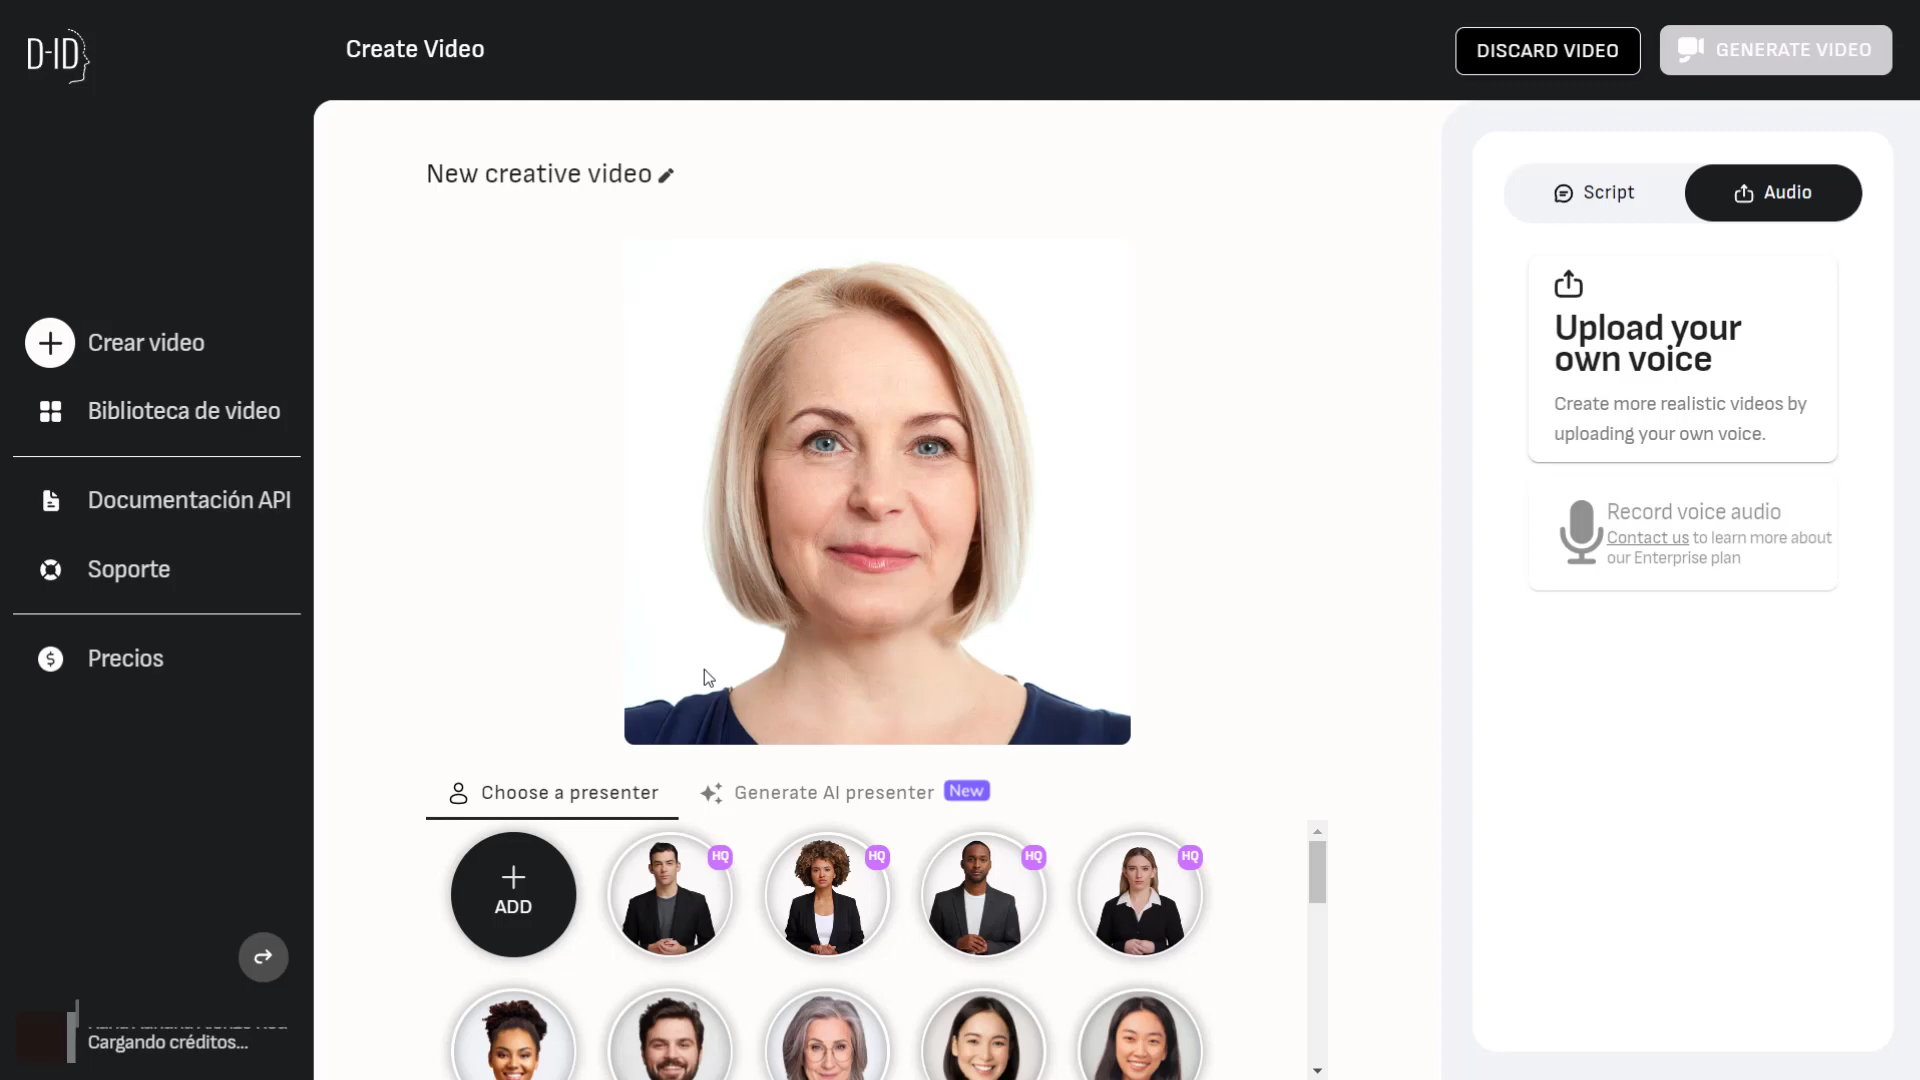 D-ID
Create Video
DISCARD VIDEO
GENERATE VIDEO
New creative video
Script
Audio
Upload your
own voice
Create more realistic videos by
uploading your own voice.
Record voice audio
Contact us to learn more about
our Enterprise plan
Crear video
Biblioteca de video
Documentación API
Soporte
Precios
Cargando créditos...
Choose a presenter
Generate AI presenter New
ADD
HQ
HQ
HQ
HQ